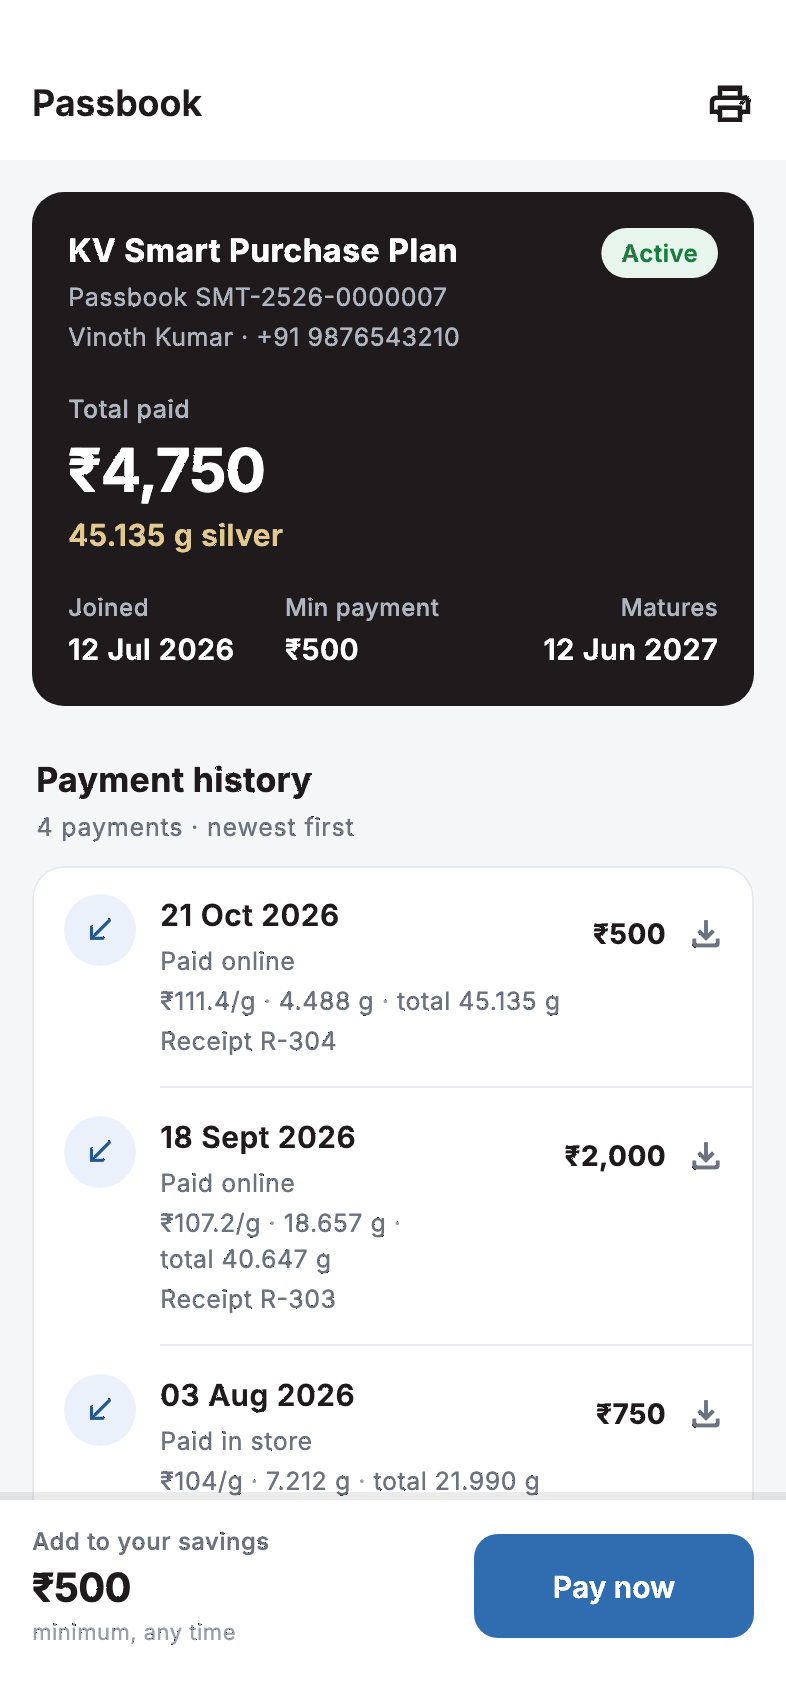 Passbook
KV Smart Purchase Plan
Active
Passbook SMT-2526-0000007
Vinoth Kumar · +91 9876543210
Total paid
₹4,750
45.135 g silver
Joined Min payment Matures
12 Jul 2026 ₹500 12 Jun 2027
Payment history
4 payments · newest first
21 Oct 2026
₹500
Paid online
₹111.4/g · 4.488 g · total 45.135 g
Receipt R-304
18 Sept 2026
₹2,000
Paid online
₹107.2/g · 18.657 g ·
total 40.647 g
Receipt R-303
03 Aug 2026
₹750
Paid in store
₹104/g · 7.212 g · total 21.990 g
Add to your savings
₹500
minimum, any time
Pay now